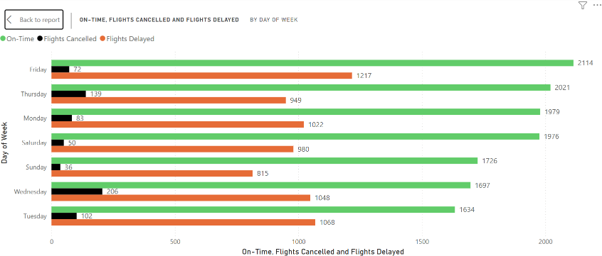 Back to report
ON-TIME, FLIGHTS CANCELLED AND FLIGHTS DELAYED BY DAY OF WEEK
On-Time Flights Cancelled Flights Delayed
Day of Week
Friday
2114
72
1217
Thursday
2021
139
949
Monday
1979
83
1022
Saturday
1976
50
980
Sunday
1726
36
815
Wednesday
1697
206
1048
Tuesday
1634
102
1068
0 500 1000 1500 2000
On-Time, Flights Cancelled and Flights Delayed